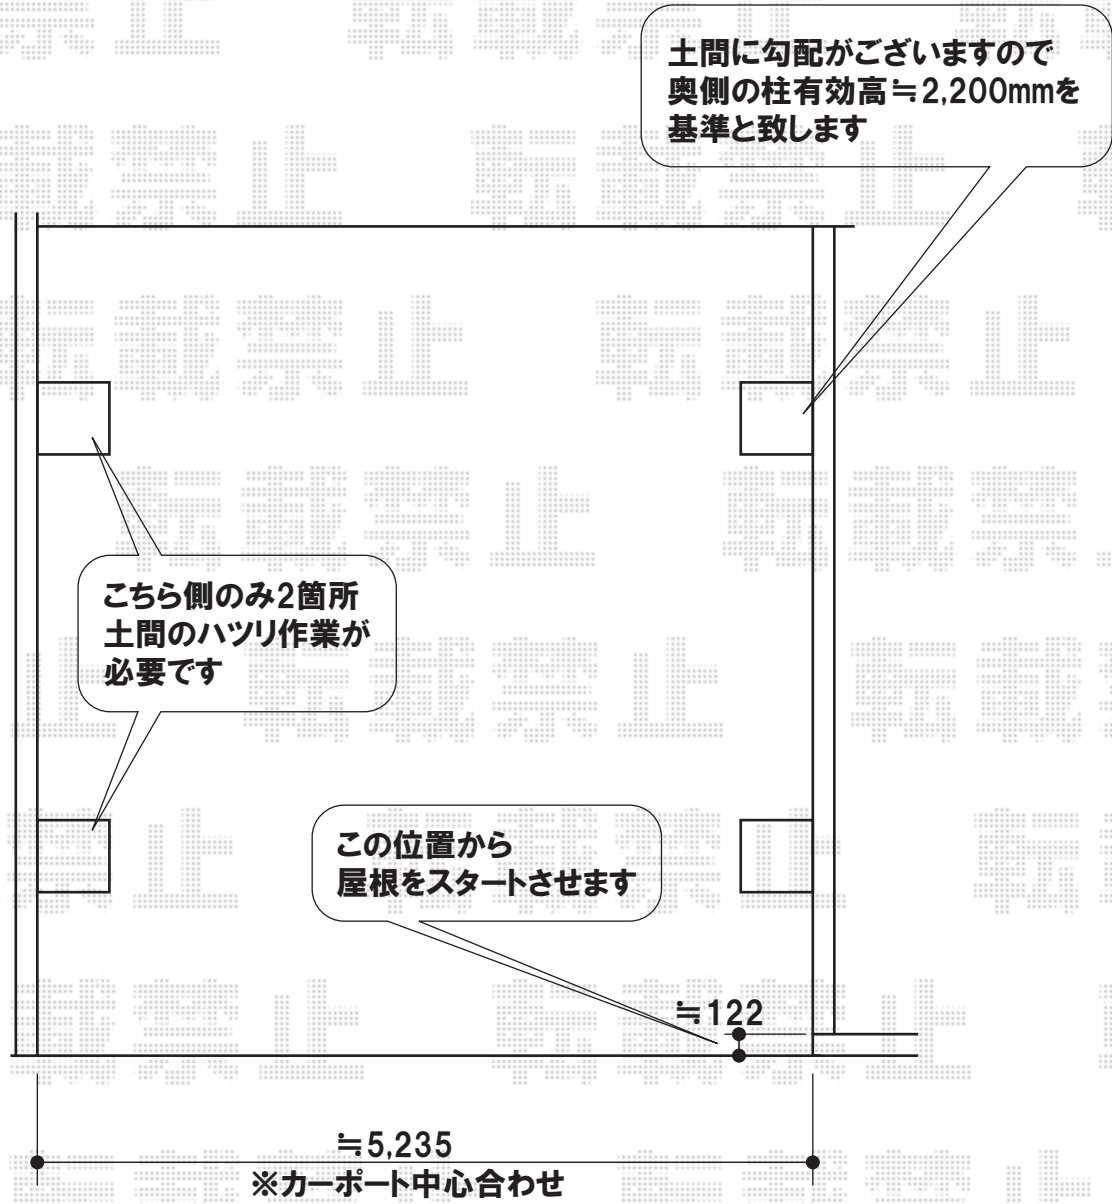 土間に勾配がございますので
奥側の柱有効高≒2,200mmを
基準と致します
こちら側のみ2箇所
土間のハツリ作業が
必要です
この位置から
屋根をスタートさせます
≒122
≒5,235
※カーポート中心合わせ
転載禁止